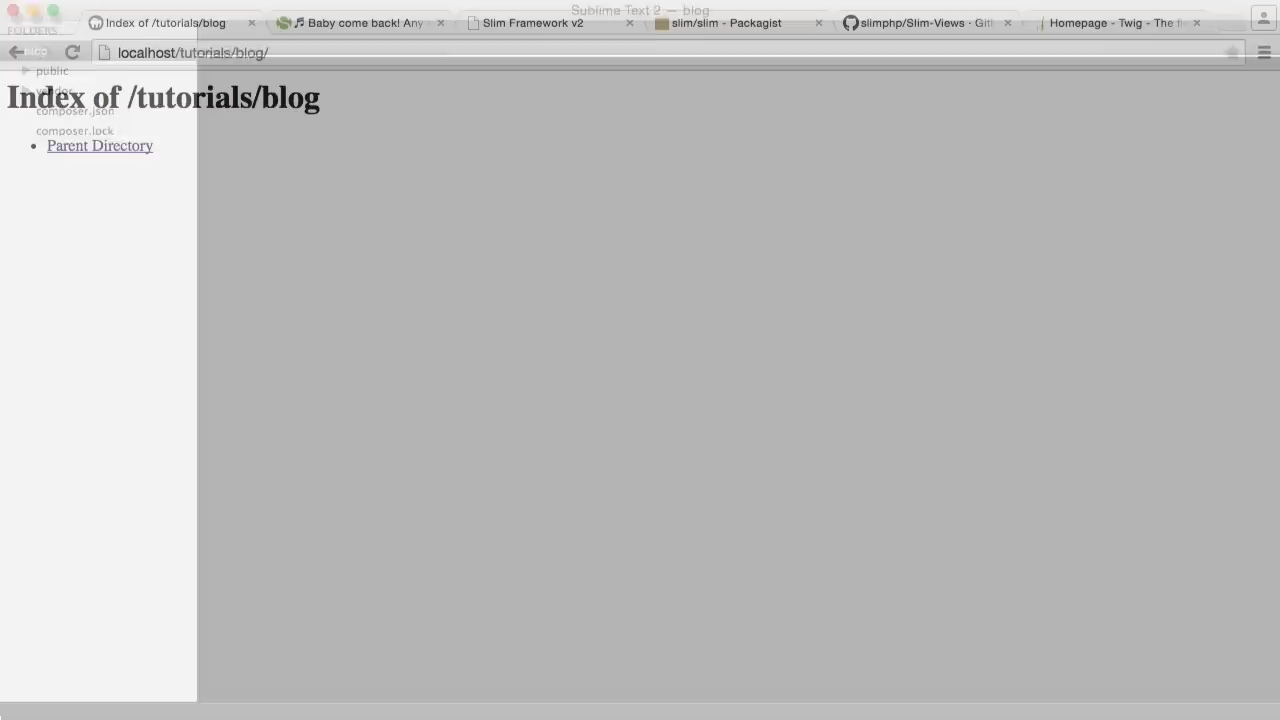 Sublime Text 2 — blog
Index of /tutorials/blog
♫ Baby come back! Any
Slim Framework v2
slim/slim - Packagist
slimphp/Slim-Views · Git
Homepage - Twig - The
FOLDERS
localhost/tutorials/blog/
public
Index of /tutorials/blog
composer.json
composer.lock
Parent Directory